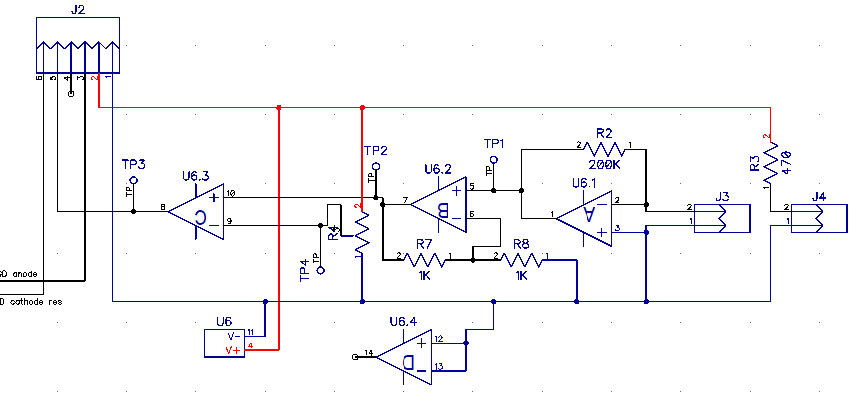 J2
6 5 4 3 2 1
R2
2 1
200K
R3
2
470
1
TP1
TP
TP2
TP
TP3
TP
U6.3
10
C
8
9
U6.2
5
B
7
6
U6.1
2
A
1
3
J3
2
1
J4
2
1
R4
2
1
TP4
TP
R7
2 1
1K
R8
2 1
1K
D anode
D cathode res
U6
V- 11
V+ 4
U6.4
12
D
14
13